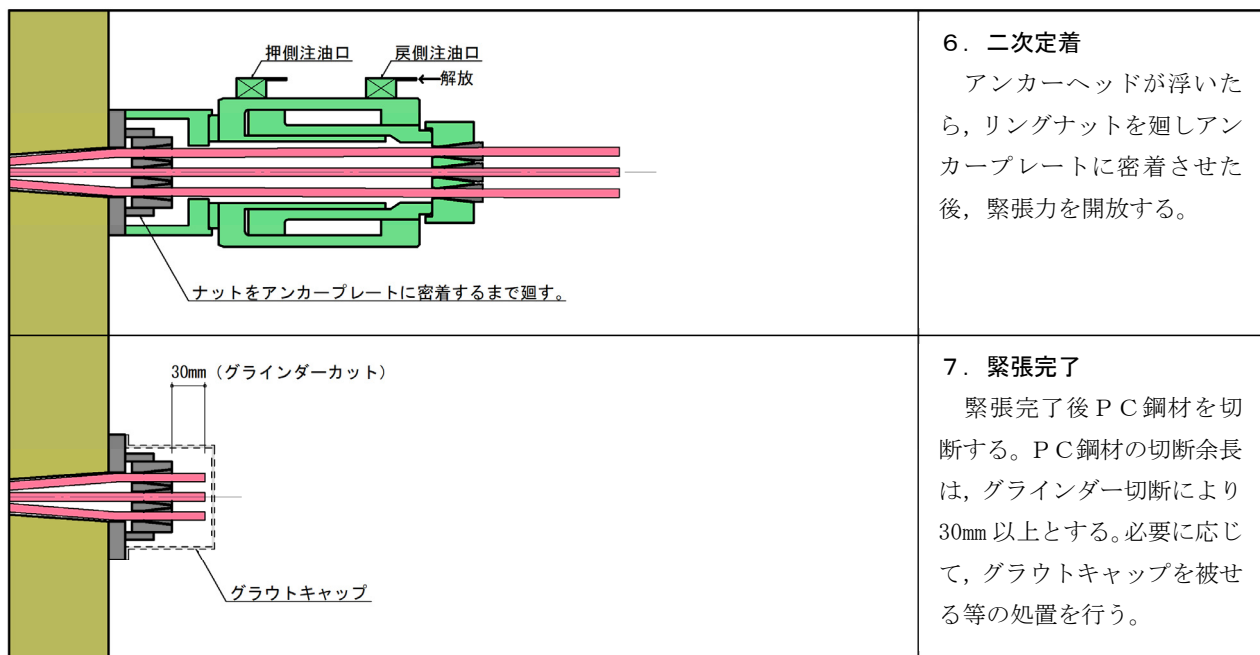 押側注油口
戻側注油口
解放
ナットをアンカープレートに密着するまで廻す。
６．二次定着
アンカーヘッドが浮いた
ら，リングナットを廻しアン
カープレートに密着させた
後，緊張力を開放する。
30mm（グラインダーカット）
グラウトキャップ
７．緊張完了
緊張完了後ＰＣ鋼材を切
断する。ＰＣ鋼材の切断余長
は，グラインダー切断により
30mm 以上とする。必要に応じ
て，グラウトキャップを被せ
る等の処置を行う。